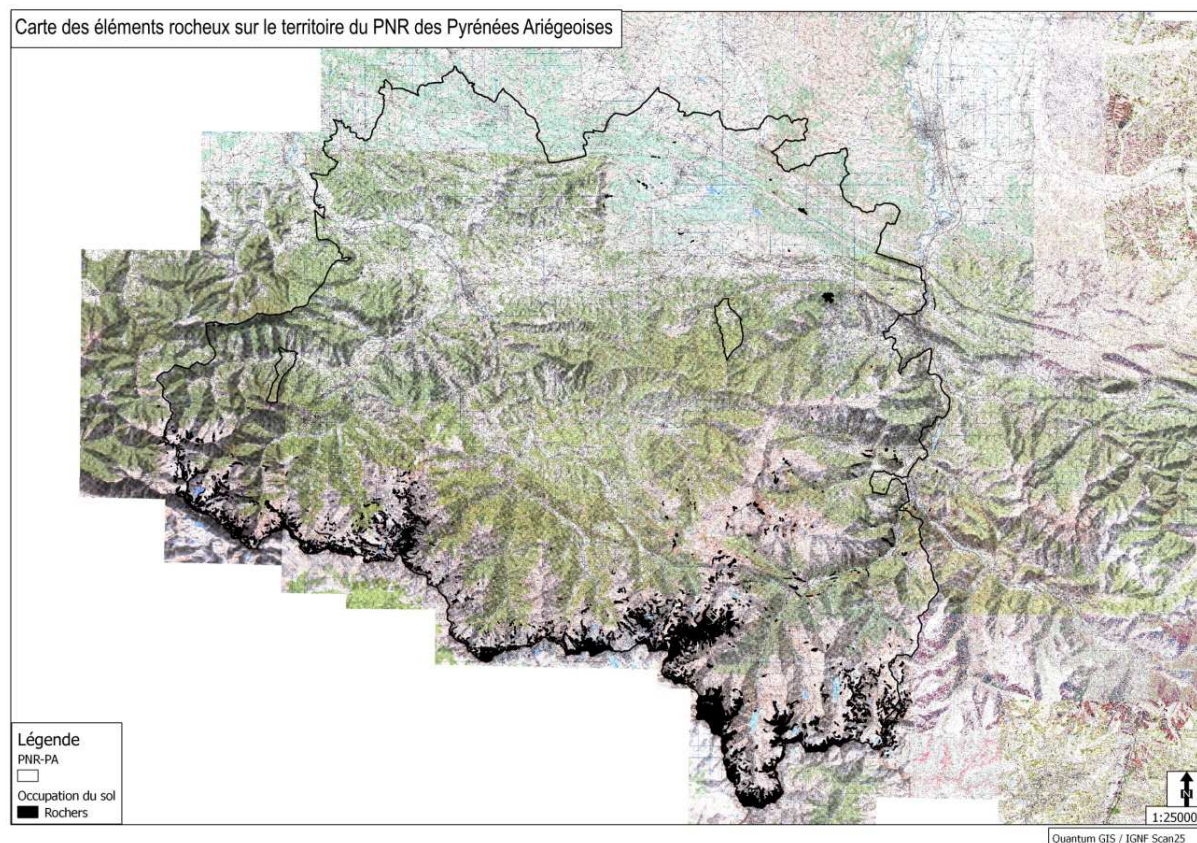 Carte des éléments rocheux sur le territoire du PNR des Pyrénées Ariégeoises
Légende
PNR-PA
Occupation du sol
Rochers
N
1:25000
Quantum GIS / IGNF Scan25